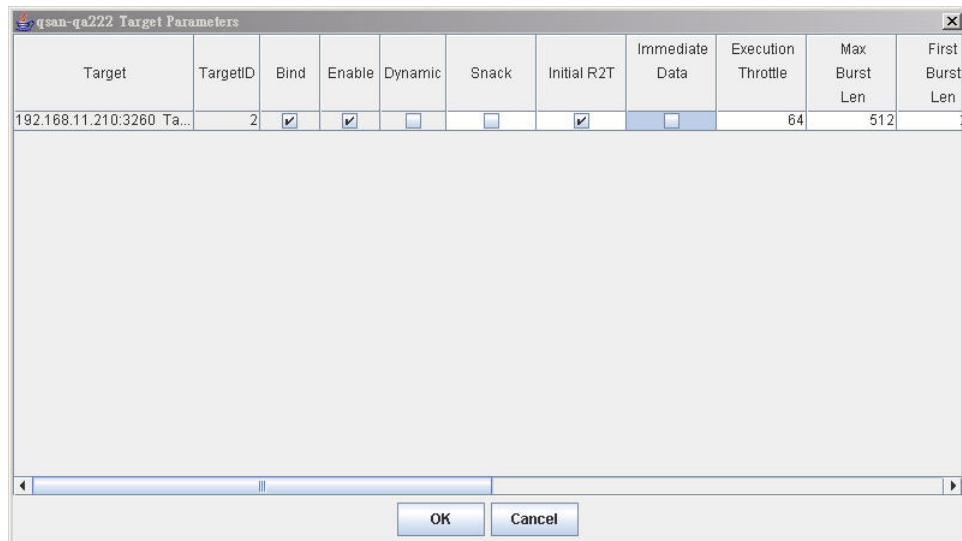 qsan-qa222 Target Parameters
Target TargetID Bind Enable Dynamic Snack Initial R2T Immediate Data Execution Throttle Max Burst Len First Burst Len
192.168.11.210:3260 Ta... 2 64 512
OK Cancel